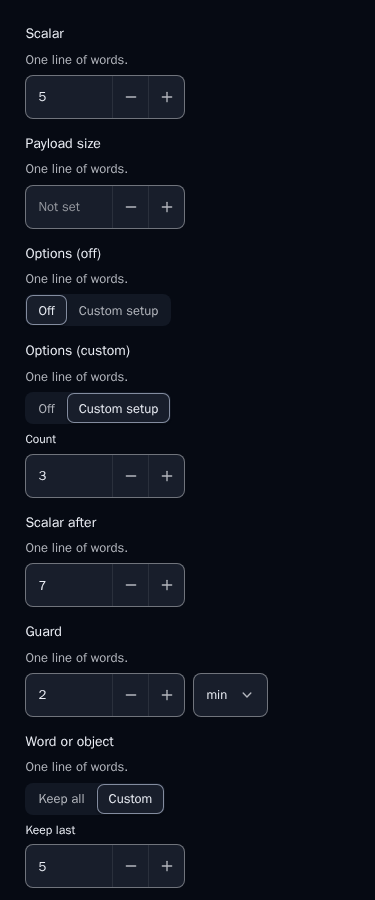 Scalar
One line of words.
5
Payload size
One line of words.
Not set
Options (off)
One line of words.
Off Custom setup
Options (custom)
One line of words.
Off Custom setup
Count
3
Scalar after
One line of words.
7
Guard
One line of words.
2 min
Word or object
One line of words.
Keep all Custom
Keep last
5